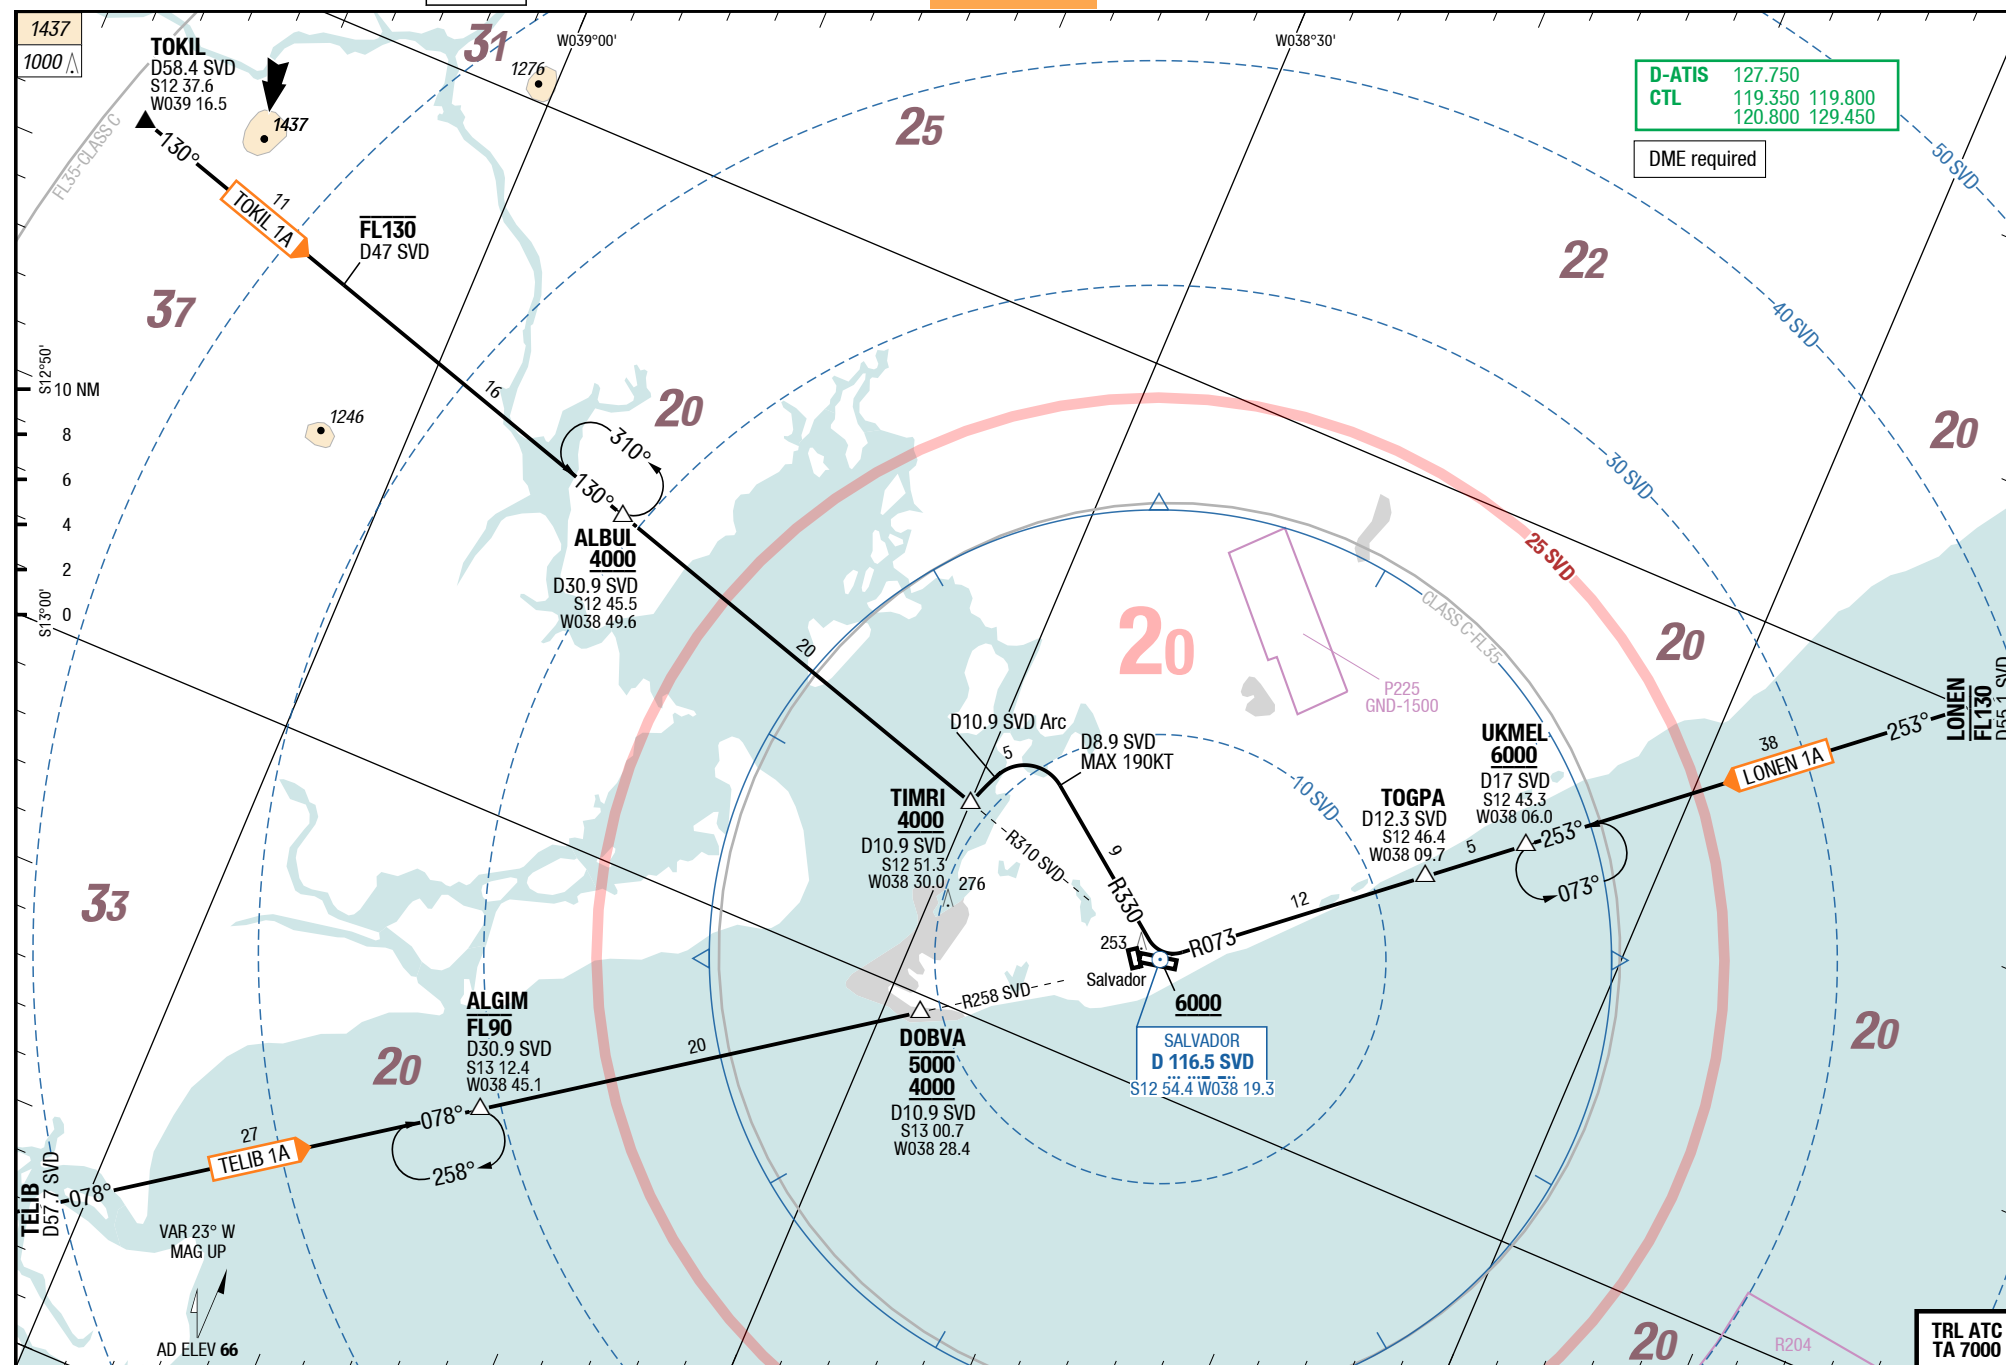 1437
1000
TOKIL
D58.4 SVD
S12 37.6
W039 16.5
1437
31
1276
W039°00'
W038°30'
25
D-ATIS 127.750
CTL 119.350 119.800
120.800 129.450
DME required
50 SVD
FL35-CLASS C
130°
11
TOKIL 1A
FL130
D47 SVD
22
37
40 SVD
S12°50'
10 NM
8
6
4
2
0
S13°00'
16
1246
20
310°
130°
20
30 SVD
ALBUL
4000
D30.9 SVD
S12 45.5
W038 49.6
25 SVD
CLASS C-FL35
20
20
20
P225
GND-1500
LONEN
FL130
D55.1 SVD
253°
38
LONEN 1A
D10.9 SVD Arc
5
D8.9 SVD
MAX 190KT
UKMEL
6000
D17 SVD
S12 43.3
W038 06.0
10 SVD
TIMRI
4000
D10.9 SVD
S12 51.3
W038 30.0
TOGPA
D12.3 SVD
S12 46.4
W038 09.7
R310 SVD
9
5
253°
073°
276
33
R330
12
R073
253
Salvador
R258 SVD
6000
ALGIM
FL90
D30.9 SVD
S13 12.4
W038 45.1
20
20
DOBVA
5000
4000
D10.9 SVD
S13 00.7
W038 28.4
SALVADOR
D 116.5 SVD
S12 54.4 W038 19.3
20
078°
258°
27
TELIB 1A
078°
TELIB
D57.7 SVD
VAR 23° W
MAG UP
AD ELEV 66
20
R204
TRL ATC
TA 7000